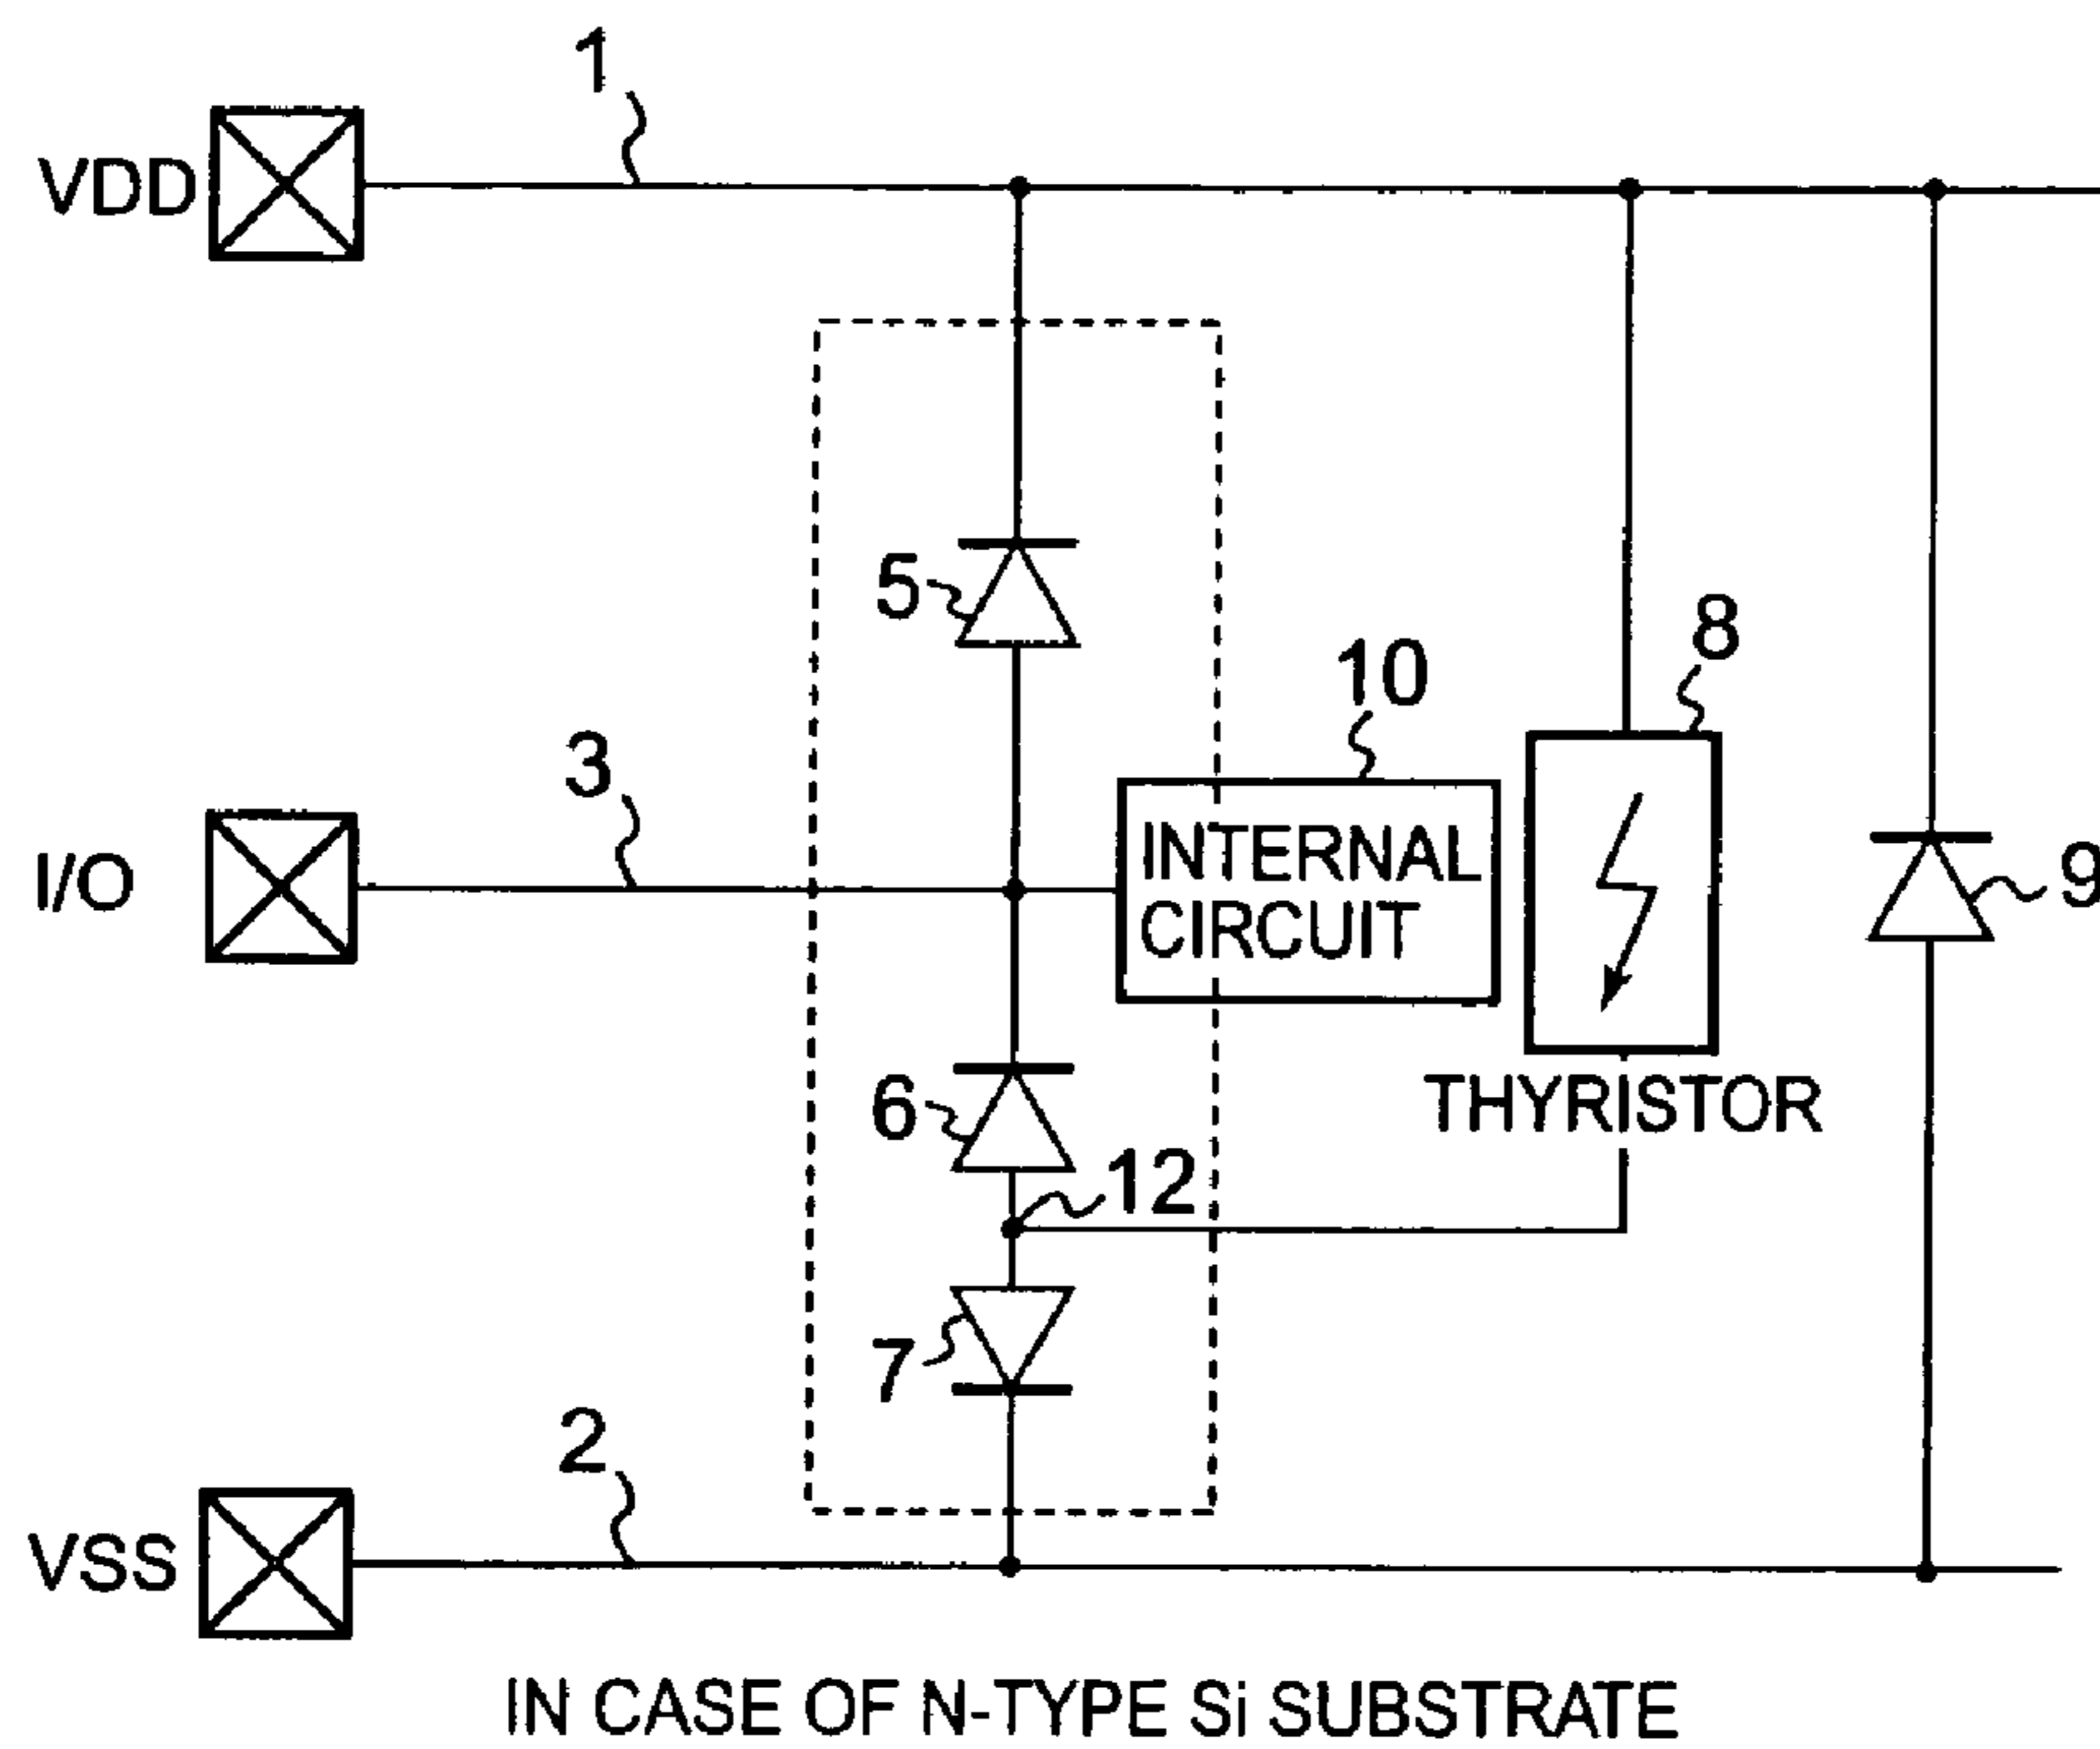 1
VDD
5
8
10
3
INTERNAL
CIRCUIT
I/O
9
6
THYRISTOR
12
7
2
VSS
IN CASE OF N-TYPE Si SUBSTRATE